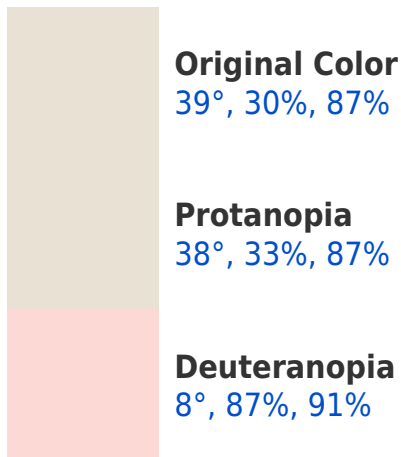 Original Color
39°, 30%, 87%
Protanopia
38°, 33%, 87%
Deuteranopia
8°, 87%, 91%